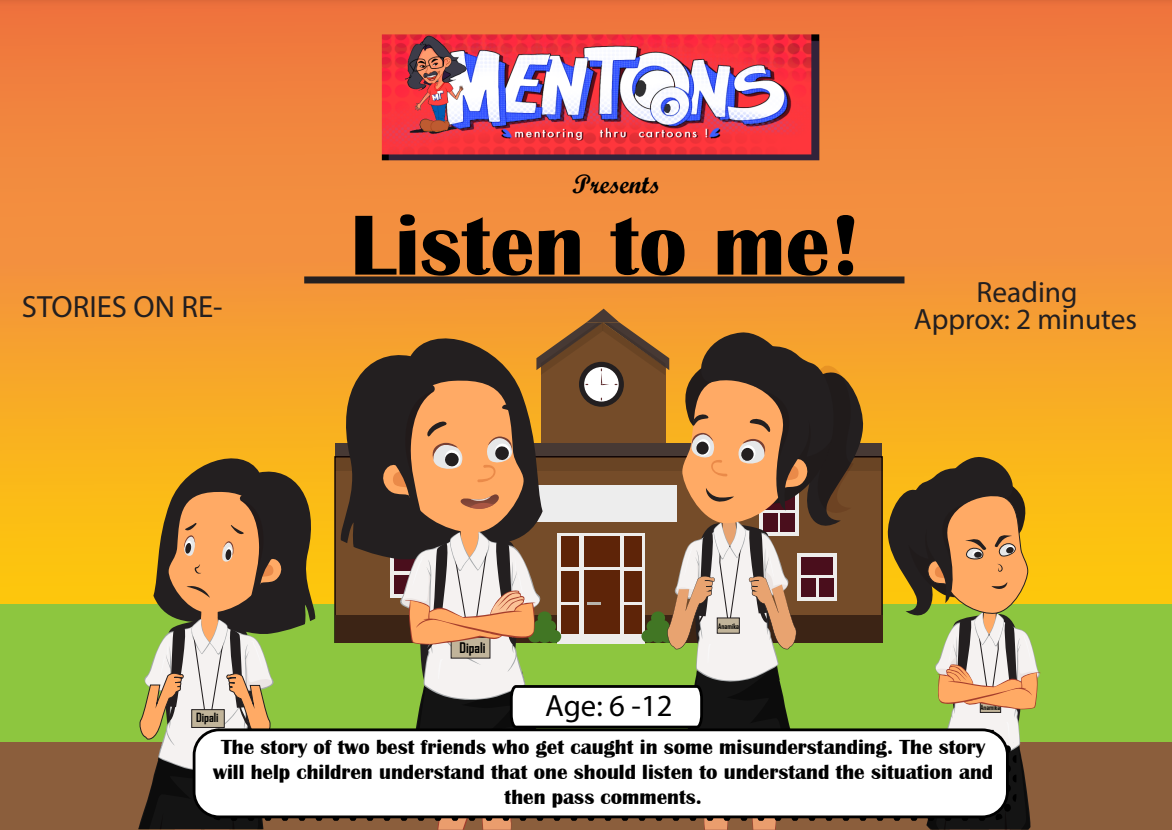 MT
MENTOONS
mentoring thru cartoons !
Presents
Listen to me!
STORIES ON RE-
Reading
Approx: 2 minutes
Dipali
Anamika
Dipali
Anamika
Age: 6 -12
The story of two best friends who get caught in some misunderstanding. The story
will help children understand that one should listen to understand the situation and
then pass comments.